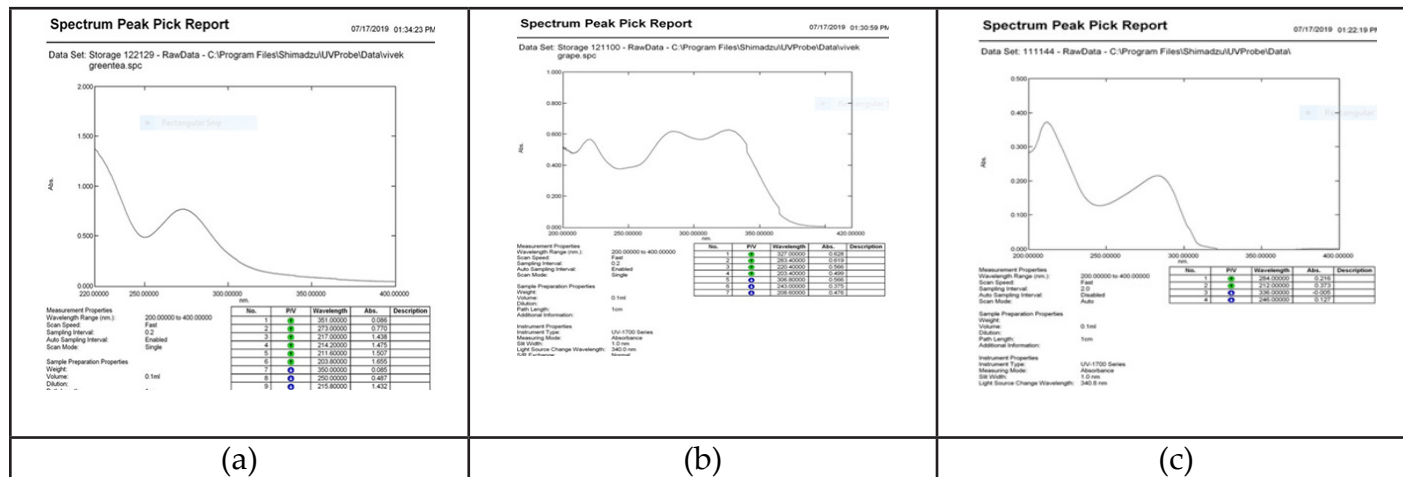 Spectrum Peak Pick Report
07/17/2019 01:34:23 PM
Data Set: Storage 122129 - RawData - C:\Program Files\Shimadzu\UVProbe\Data\vivek
greentea.spc
2.000
Rectangular Snip
1.500
Abs.
1.000
0.500
0.000
220.00000 250.00000 300.00000 350.00000 400.00000
nm.
Measurement Properties
Wavelength Range (nm.): 200.00000 to 400.00000
Scan Speed: Fast
Sampling Interval: 0.2
Auto Sampling Interval: Enabled
Scan Mode: Single
Sample Preparation Properties
Weight:
Volume: 0.1ml
Dilution:
No. P/V Wavelength Abs. Description
1 351.00000 0.086
2 273.00000 0.770
3 217.00000 1.438
4 214.20000 1.475
5 211.60000 1.507
6 203.80000 1.655
7 350.00000 0.085
8 250.00000 0.487
9 215.80000 1.432
(a)
Spectrum Peak Pick Report
07/17/2019 01:30:59 PM
Data Set: Storage 121100 - RawData - C:\Program Files\Shimadzu\UVProbe\Data\vivek
grape.spc
1.000
Rectangular
0.800
0.600
Abs.
0.400
0.200
0.000
200.00000 250.00000 300.00000 350.00000 420.00000
nm.
Measurement Properties
Wavelength Range (nm.): 200.00000 to 400.00000
Scan Speed: Fast
Sampling Interval: 0.2
Auto Sampling Interval: Enabled
Scan Mode: Single
Sample Preparation Properties
Weight:
Volume: 0.1ml
Dilution:
Path Length: 1cm
Additional Information:
Instrument Properties
Instrument Type: UV-1700 Series
Measuring Mode: Absorbance
Slit Width: 1.0 nm
Light Source Change Wavelength: 340.0 nm
S/R Exchange: Normal
No. P/V Wavelength Abs. Description
1 327.00000 0.628
2 283.40000 0.619
3 220.40000 0.566
4 203.40000 0.499
5 306.80000 0.566
6 243.00000 0.375
7 208.60000 0.476
(b)
Spectrum Peak Pick Report
07/17/2019 01:22:19 PM
Data Set: 111144 - RawData - C:\Program Files\Shimadzu\UVProbe\Data\
0.500
Rectangular
0.400
0.300
Abs.
0.200
0.100
0.000
200.00000 250.00000 300.00000 350.00000 400.00000
nm.
Measurement Properties
Wavelength Range (nm.): 200.00000 to 400.00000
Scan Speed: Fast
Sampling Interval: 2.0
Auto Sampling Interval: Disabled
Scan Mode: Auto
Sample Preparation Properties
Weight:
Volume: 0.1ml
Dilution:
Path Length: 1cm
Additional Information:
Instrument Properties
Instrument Type: UV-1700 Series
Measuring Mode: Absorbance
Slit Width: 1.0 nm
Light Source Change Wavelength: 340.8 nm
No. P/V Wavelength Abs. Description
1 284.00000 0.216
2 212.00000 0.373
3 336.00000 -0.005
4 246.00000 0.127
(c)